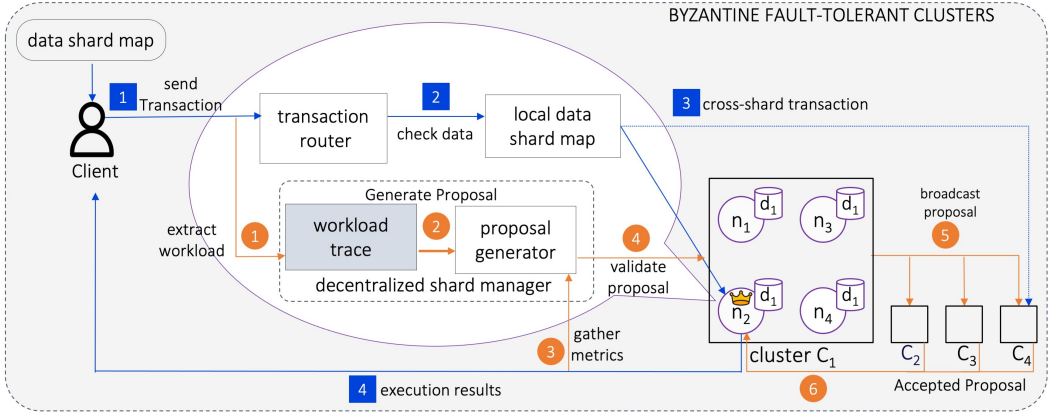 BYZANTINE FAULT-TOLERANT CLUSTERS
data shard map
1
send
Transaction
Client
transaction
router
2
check data
local data
shard map
3
cross-shard transaction
Generate Proposal
extract
workload
1
workload
trace
2
proposal
generator
decentralized shard manager
4
validate
proposal
3
gather
metrics
n1
d1
n3
d1
n2
d1
n4
d1
cluster C1
broadcast
proposal
5
C2
C3
C4
6
Accepted Proposal
4
execution results